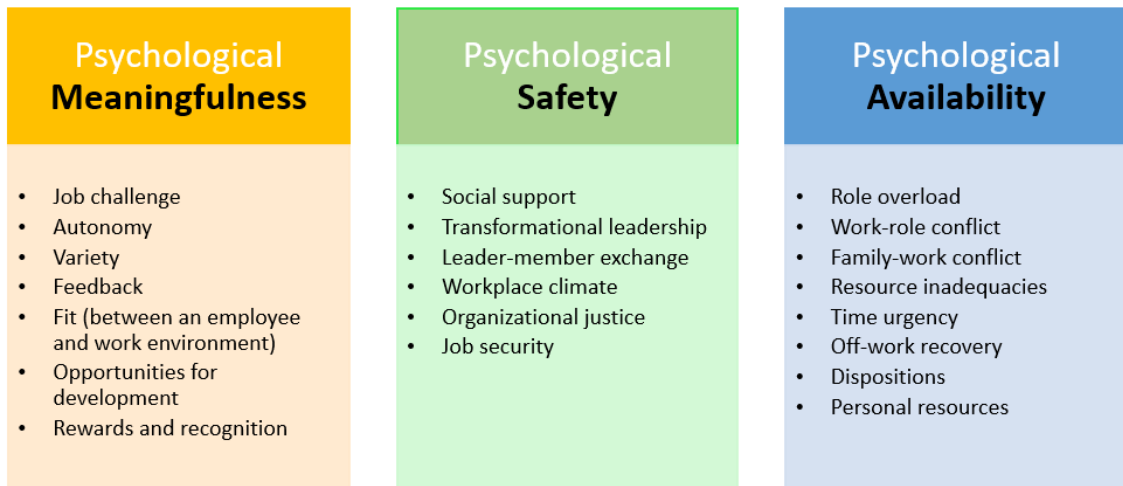 Psychological
Meaningfulness
• Job challenge
• Autonomy
• Variety
• Feedback
• Fit (between an employee
and work environment)
• Opportunities for
development
• Rewards and recognition
Psychological
Safety
• Social support
• Transformational leadership
• Leader-member exchange
• Workplace climate
• Organizational justice
• Job security
Psychological
Availability
• Role overload
• Work-role conflict
• Family-work conflict
• Resource inadequacies
• Time urgency
• Off-work recovery
• Dispositions
• Personal resources